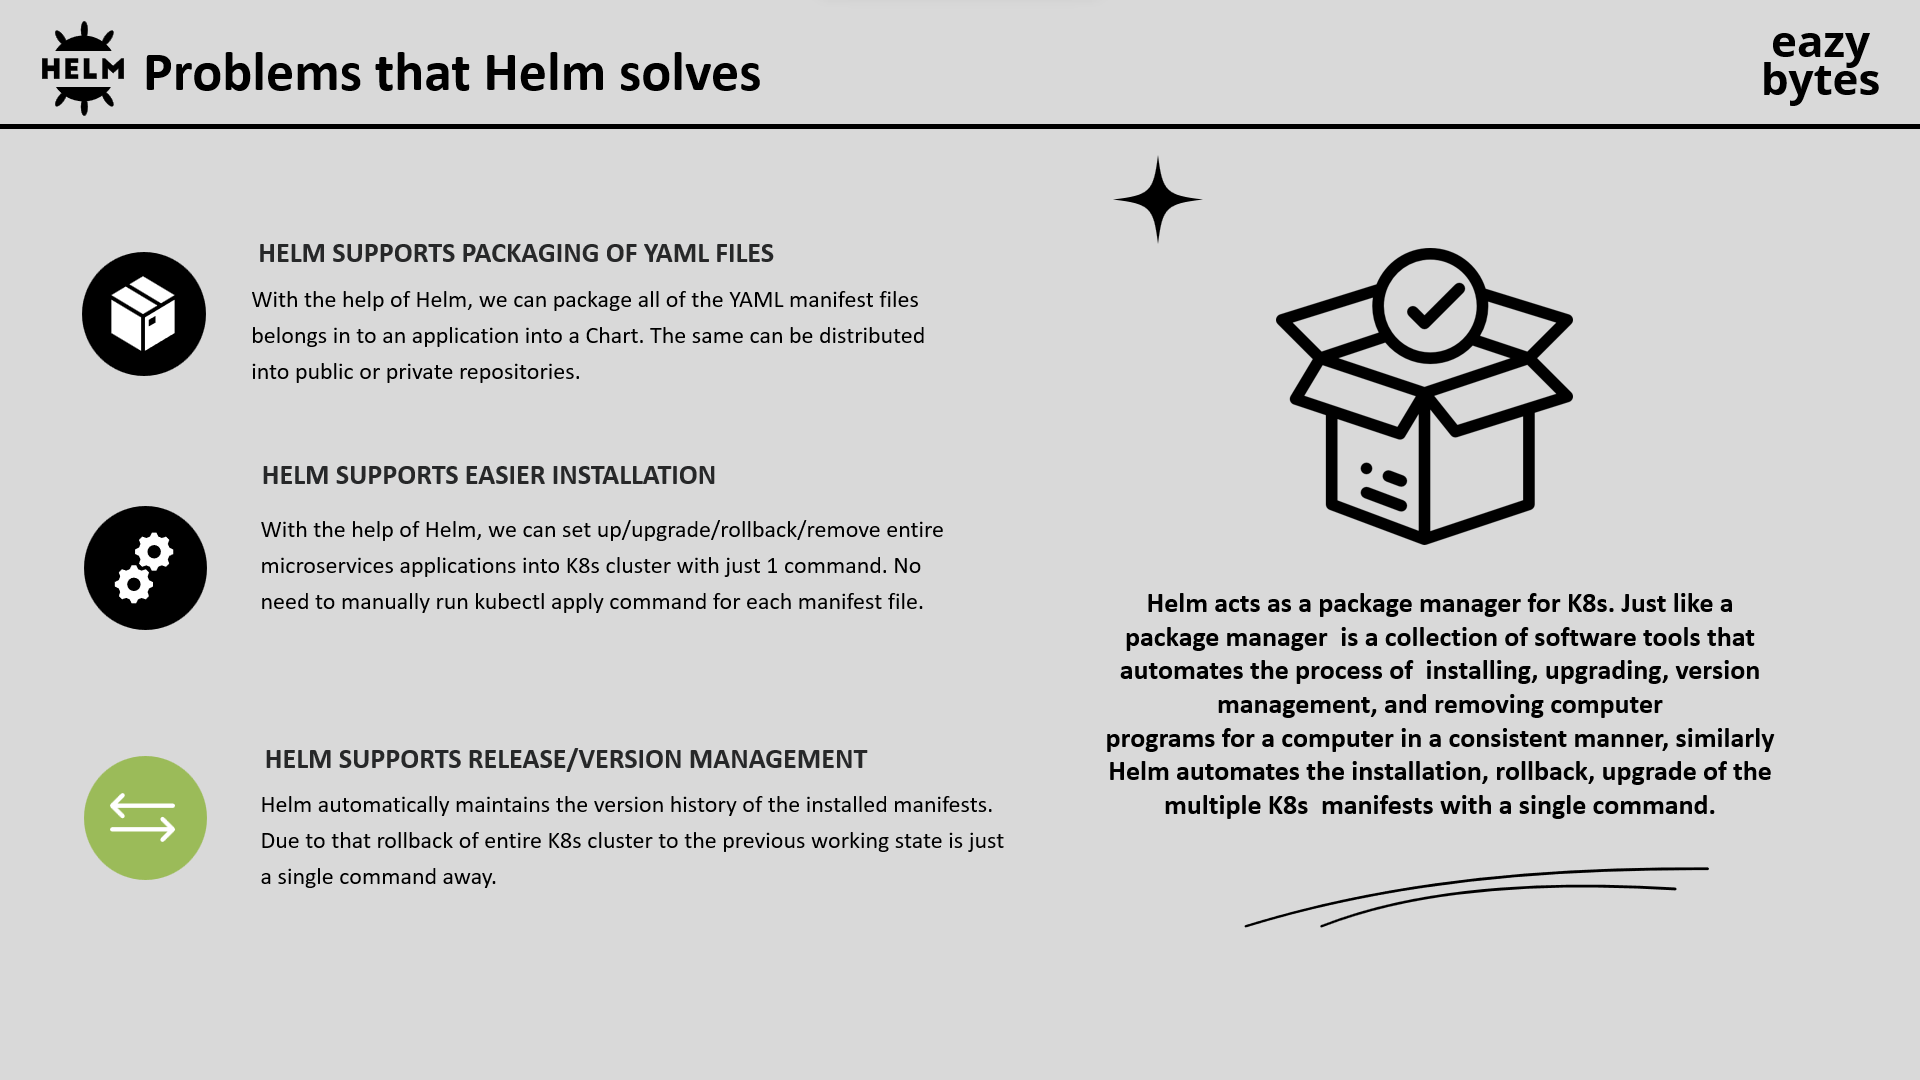 HELM
Problems that Helm solves
eazy
bytes
HELM SUPPORTS PACKAGING OF YAML FILES
With the help of Helm, we can package all of the YAML manifest files
belongs in to an application into a Chart. The same can be distributed
into public or private repositories.
HELM SUPPORTS EASIER INSTALLATION
With the help of Helm, we can set up/upgrade/rollback/remove entire
microservices applications into K8s cluster with just 1 command. No
need to manually run kubectl apply command for each manifest file.
HELM SUPPORTS RELEASE/VERSION MANAGEMENT
Helm automatically maintains the version history of the installed manifests.
Due to that rollback of entire K8s cluster to the previous working state is just
a single command away.
Helm acts as a package manager for K8s. Just like a
package manager is a collection of software tools that
automates the process of installing, upgrading, version
management, and removing computer
programs for a computer in a consistent manner, similarly
Helm automates the installation, rollback, upgrade of the
multiple K8s manifests with a single command.